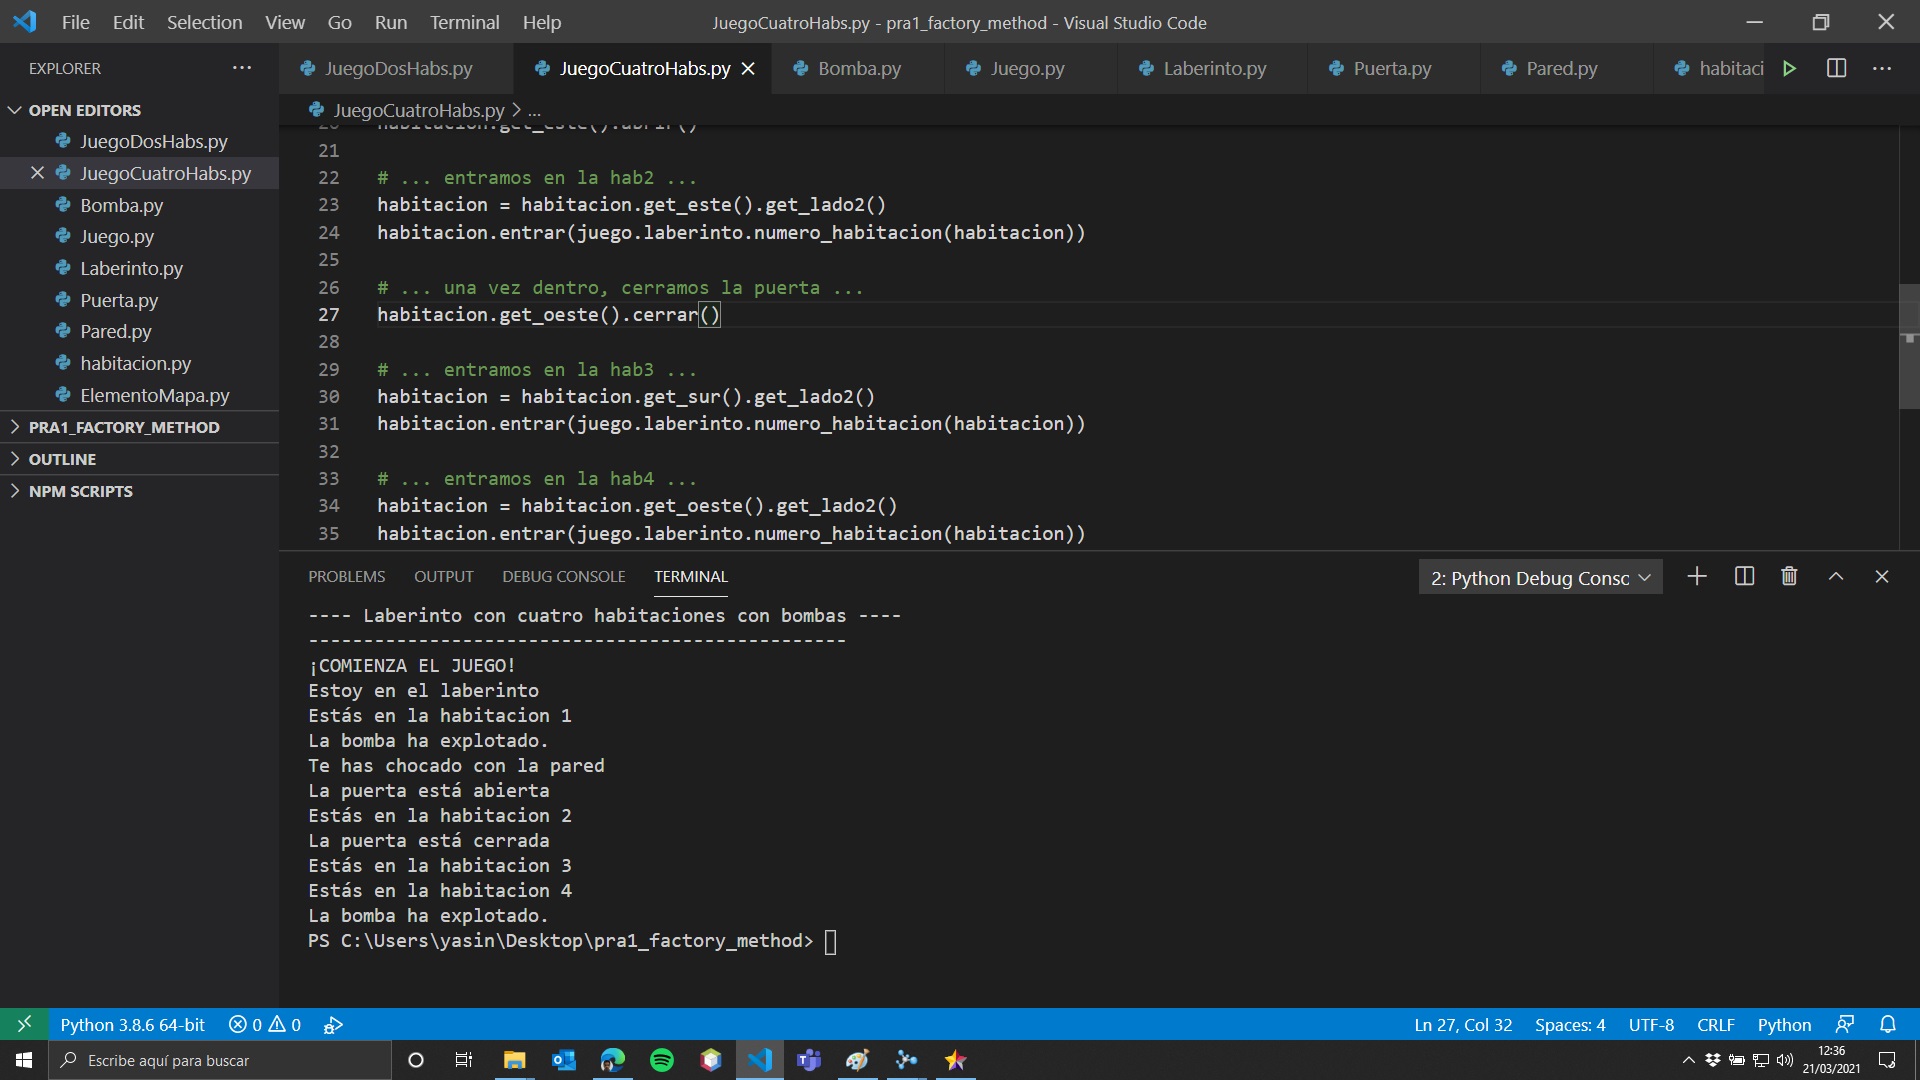 File Edit Selection View Go Run Terminal Help
JuegoCuatroHabs.py - pra1_factory_method - Visual Studio Code
EXPLORER
JuegoDosHabs.py
JuegoCuatroHabs.py
Bomba.py
Juego.py
Laberinto.py
Puerta.py
Pared.py
habitaci
OPEN EDITORS
JuegoDosHabs.py
JuegoCuatroHabs.py
Bomba.py
Juego.py
Laberinto.py
Puerta.py
Pared.py
habitacion.py
ElementoMapa.py
PRA1_FACTORY_METHOD
OUTLINE
NPM SCRIPTS
JuegoCuatroHabs.py > ...
20 habitacion.get_este().abrir()
21
22 # ... entramos en la hab2 ...
23 habitacion = habitacion.get_este().get_lado2()
24 habitacion.entrar(juego.laberinto.numero_habitacion(habitacion))
25
26 # ... una vez dentro, cerramos la puerta ...
27 habitacion.get_oeste().cerrar()
28
29 # ... entramos en la hab3 ...
30 habitacion = habitacion.get_sur().get_lado2()
31 habitacion.entrar(juego.laberinto.numero_habitacion(habitacion))
32
33 # ... entramos en la hab4 ...
34 habitacion = habitacion.get_oeste().get_lado2()
35 habitacion.entrar(juego.laberinto.numero_habitacion(habitacion))
PROBLEMS OUTPUT DEBUG CONSOLE TERMINAL
2: Python Debug Consc
---- Laberinto con cuatro habitaciones con bombas ----
-------------------------------------------------
¡COMIENZA EL JUEGO!
Estoy en el laberinto
Estás en la habitacion 1
La bomba ha explotado.
Te has chocado con la pared
La puerta está abierta
Estás en la habitacion 2
La puerta está cerrada
Estás en la habitacion 3
Estás en la habitacion 4
La bomba ha explotado.
PS C:\Users\yasin\Desktop\pra1_factory_method>
Python 3.8.6 64-bit 0 0
Ln 27, Col 32 Spaces: 4 UTF-8 CRLF Python
Escribe aquí para buscar
12:36
21/03/2021